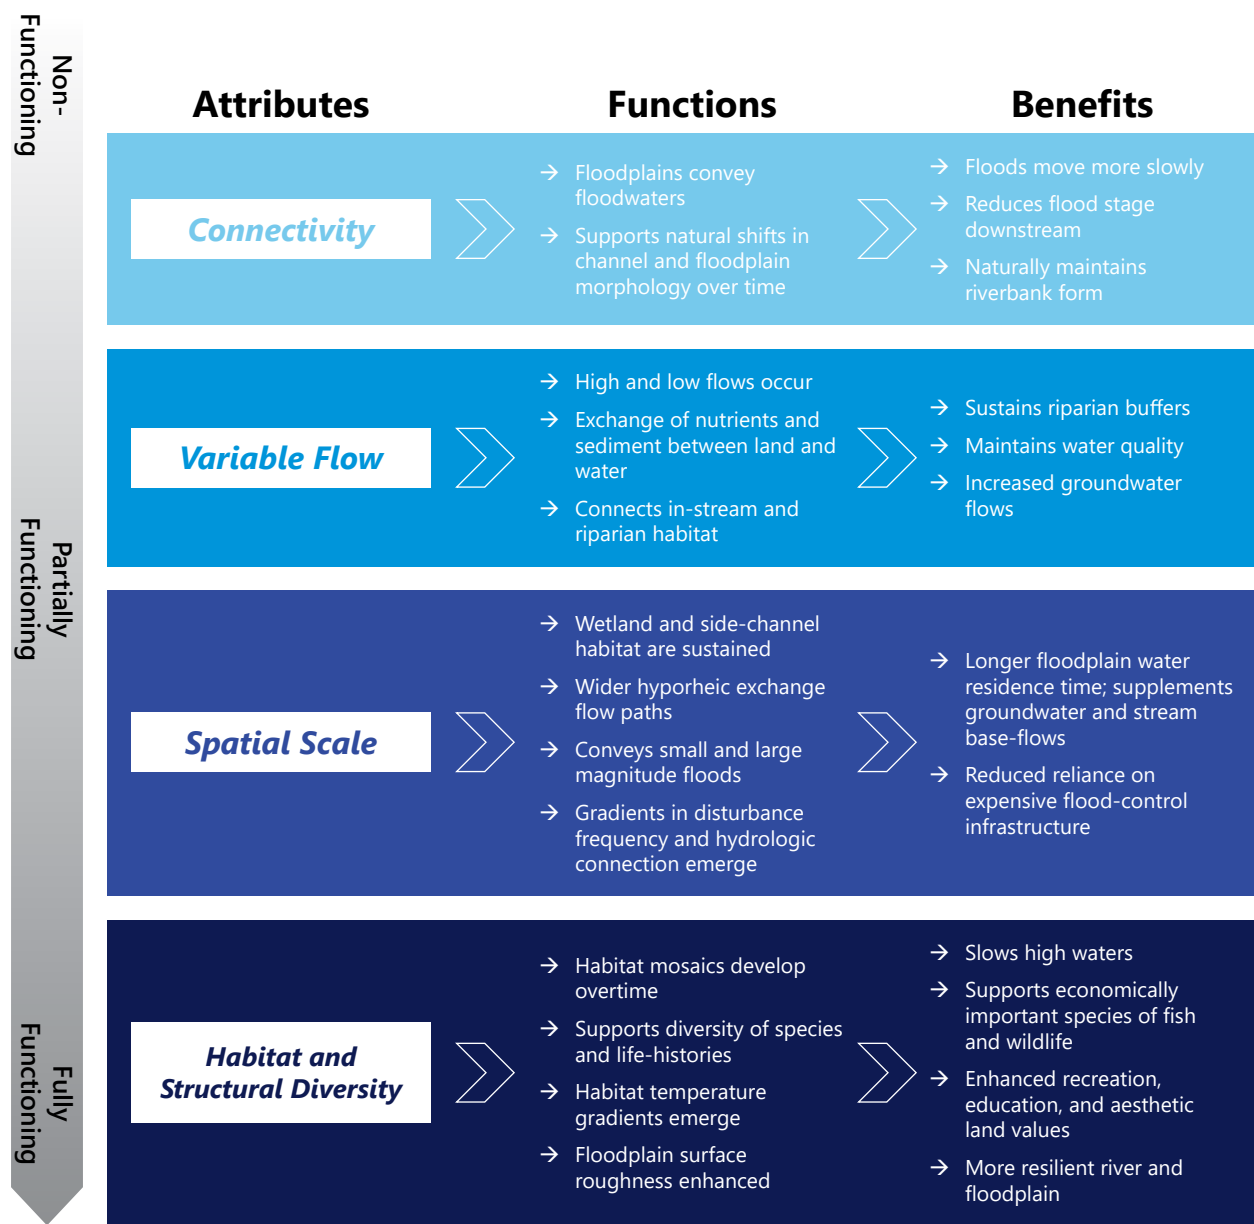 Non-
Functioning
Partially
Functioning
Fully
Functioning
Attributes
Functions
Benefits
Connectivity
→ Floodplains convey
floodwaters
→ Supports natural shifts in
channel and floodplain
morphology over time
→ Floods move more slowly
→ Reduces flood stage
downstream
→ Naturally maintains
riverbank form
Variable Flow
→ High and low flows occur
→ Exchange of nutrients and
sediment between land and
water
→ Connects in-stream and
riparian habitat
→ Sustains riparian buffers
→ Maintains water quality
→ Increased groundwater
flows
Spatial Scale
→ Wetland and side-channel
habitat are sustained
→ Wider hyporheic exchange
flow paths
→ Conveys small and large
magnitude floods
→ Gradients in disturbance
frequency and hydrologic
connection emerge
→ Longer floodplain water
residence time; supplements
groundwater and stream
base-flows
→ Reduced reliance on
expensive flood-control
infrastructure
Habitat and
Structural Diversity
→ Habitat mosaics develop
overtime
→ Supports diversity of species
and life-histories
→ Habitat temperature
gradients emerge
→ Floodplain surface
roughness enhanced
→ Slows high waters
→ Supports economically
important species of fish
and wildlife
→ Enhanced recreation,
education, and aesthetic
land values
→ More resilient river and
floodplain